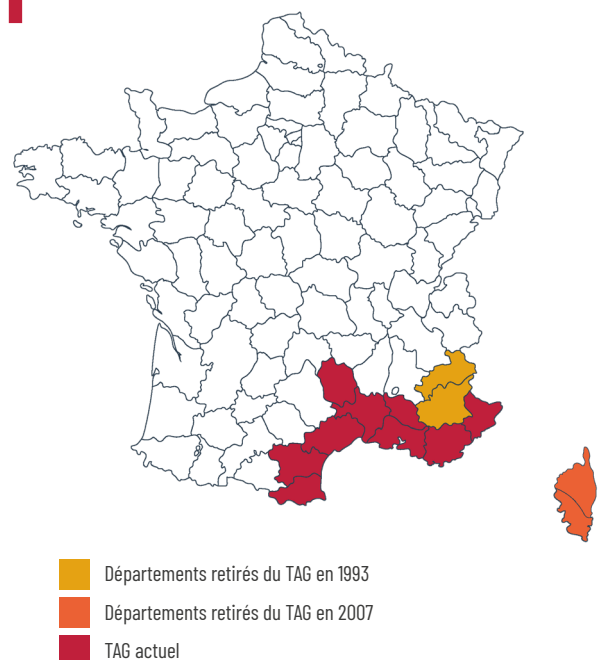 Départements retirés du TAG en 1993
Départements retirés du TAG en 2007
TAG actuel